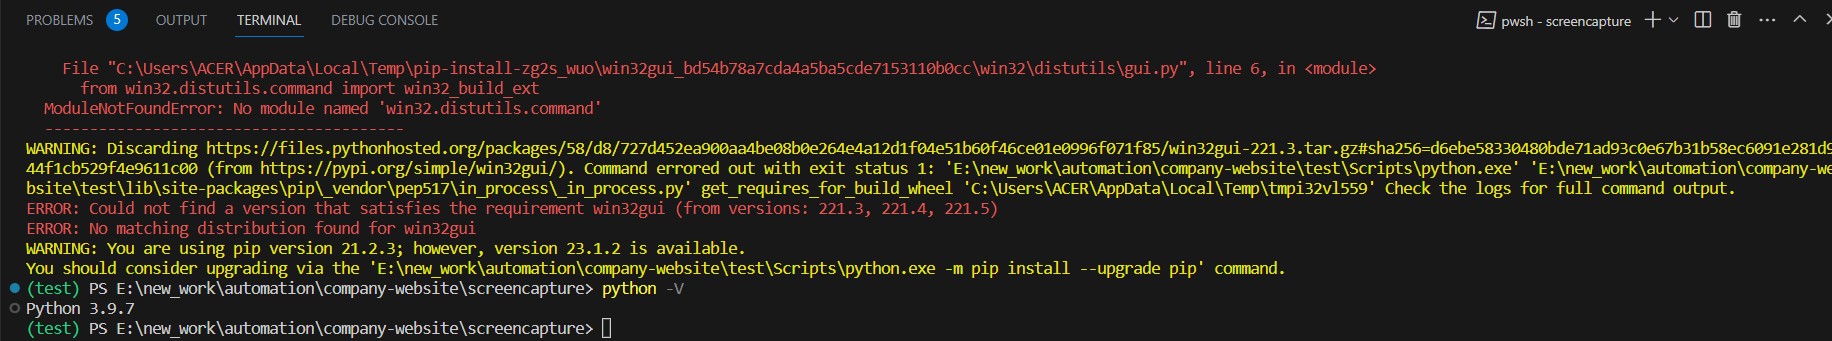 PROBLEMS 5 OUTPUT TERMINAL DEBUG CONSOLE pwsh - screencapture
File "C:\Users\ACER\AppData\Local\Temp\pip-install-zg2s_wuo\win32gui_bd54b78a7cda4a5ba5cde7153110b0cc\win32\distutils\gui.py", line 6, in <module>
from win32.distutils.command import win32_build_ext
ModuleNotFoundError: No module named 'win32.distutils.command'
----------------------------------------
WARNING: Discarding https://files.pythonhosted.org/packages/58/d8/727d452ea900aa4be08b0e264e4a12d1f04e51b60f46ce01e0996f071f85/win32gui-221.3.tar.gz#sha256=d6ebe58330480bde71ad93c0e67b31b58ec6091e281d9
44f1cb529f4e9611c00 (from https://pypi.org/simple/win32gui/). Command errored out with exit status 1: 'E:\new_work\automation\company-website\test\Scripts\python.exe' 'E:\new_work\automation\company-we
bsite\test\lib\site-packages\pip\_vendor\pep517\in_process\_in_process.py' get_requires_for_build_wheel 'C:\Users\ACER\AppData\Local\Temp\tmpi32vl559' Check the logs for full command output.
ERROR: Could not find a version that satisfies the requirement win32gui (from versions: 221.3, 221.4, 221.5)
ERROR: No matching distribution found for win32gui
WARNING: You are using pip version 21.2.3; however, version 23.1.2 is available.
You should consider upgrading via the 'E:\new_work\automation\company-website\test\Scripts\python.exe -m pip install --upgrade pip' command.
(test) PS E:\new_work\automation\company-website\screencapture> python -V
Python 3.9.7
(test) PS E:\new_work\automation\company-website\screencapture>